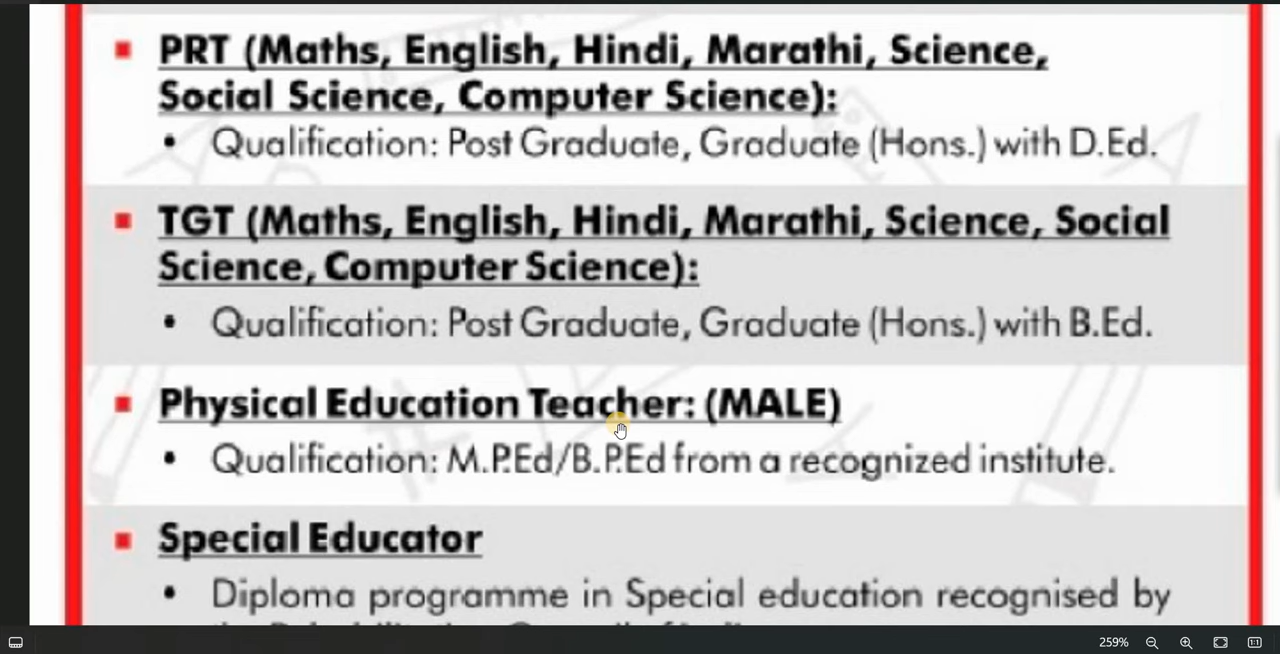 PRT (Maths, English, Hindi, Marathi, Science,
Social Science, Computer Science):
Qualification: Post Graduate, Graduate (Hons.) with D.Ed.
TGT (Maths, English, Hindi, Marathi, Science, Social
Science, Computer Science):
Qualification: Post Graduate, Graduate (Hons.) with B.Ed.
Physical Education Teacher: (MALE)
Qualification: M.P.Ed/B.P.Ed from a recognized institute.
Special Educator
Diploma programme in Special education recognised by
259%
1:1